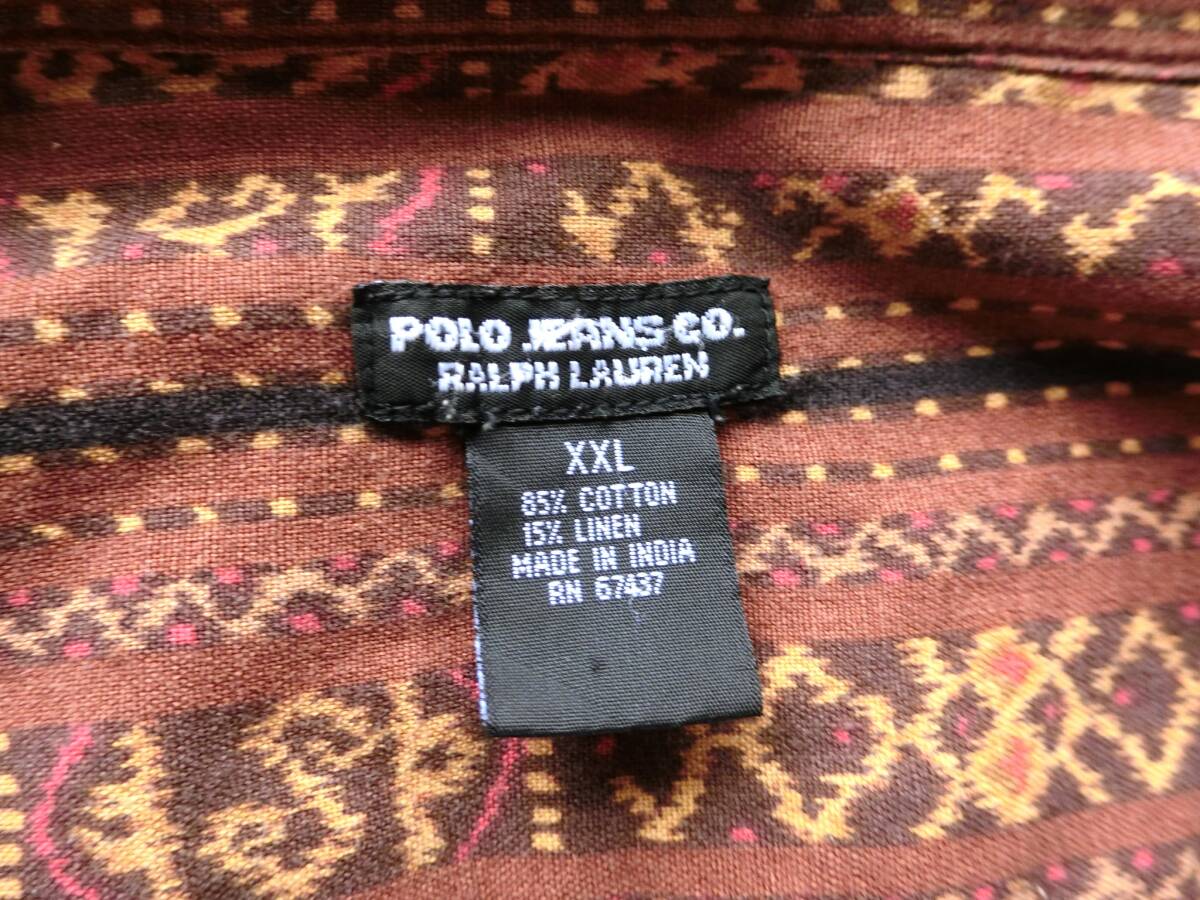 POLO JEANS CO.
RALPH LAUREN
XXL
85% COTTON
15% LINEN
MADE IN INDIA
RN 67437